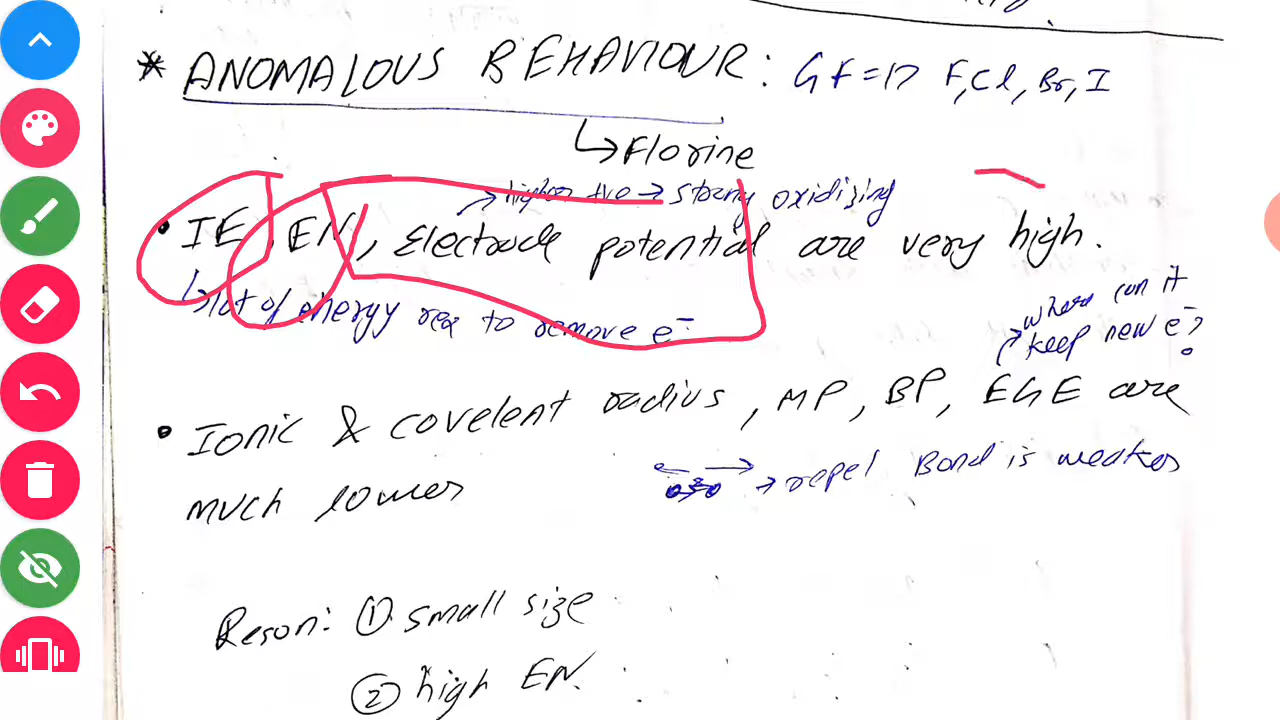 * ANOMALOUS BEHAVIOUR: GF=17 F, Cl, Br, I
↳ Florine
→ higher +ve → strong oxidizing
• IE, EN, Electrode potential are very high.
↳ lot of energy req to remove e⁻
where can it
keep new e⁻?
• Ionic & covelent radius, MP, BP, EGE are
→ repel Bond is weaker
much lower
Reson: ① small size
② high EN